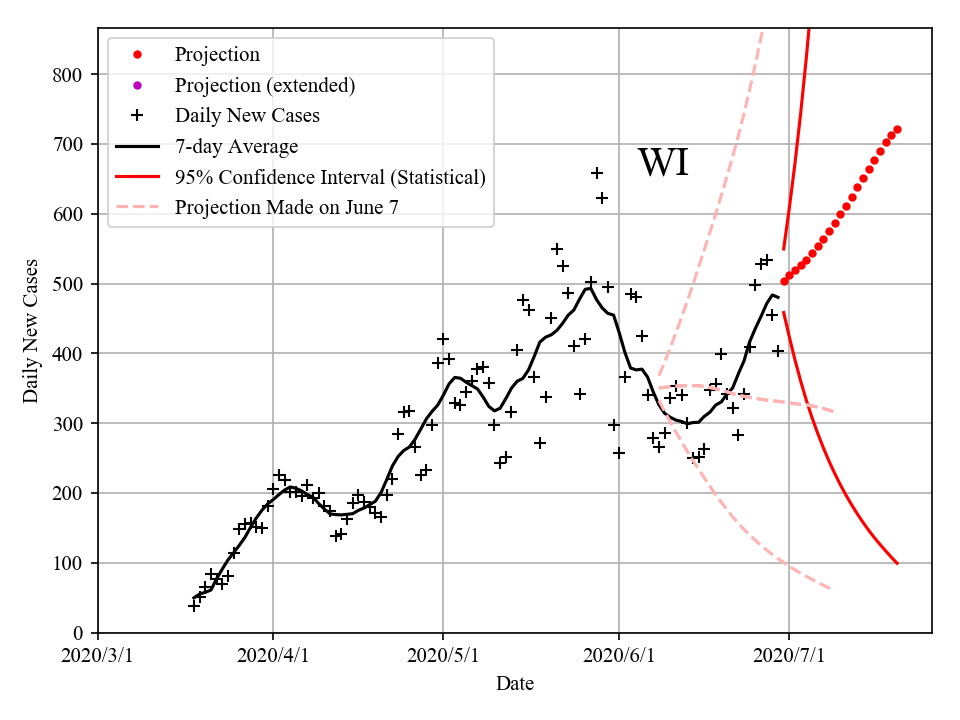 Projection
Projection (extended)
Daily New Cases
7-day Average
95% Confidence Interval (Statistical)
Projection Made on June 7
WI
Daily New Cases
800
700
600
500
400
300
200
100
0
2020/3/1 2020/4/1 2020/5/1 2020/6/1 2020/7/1
Date